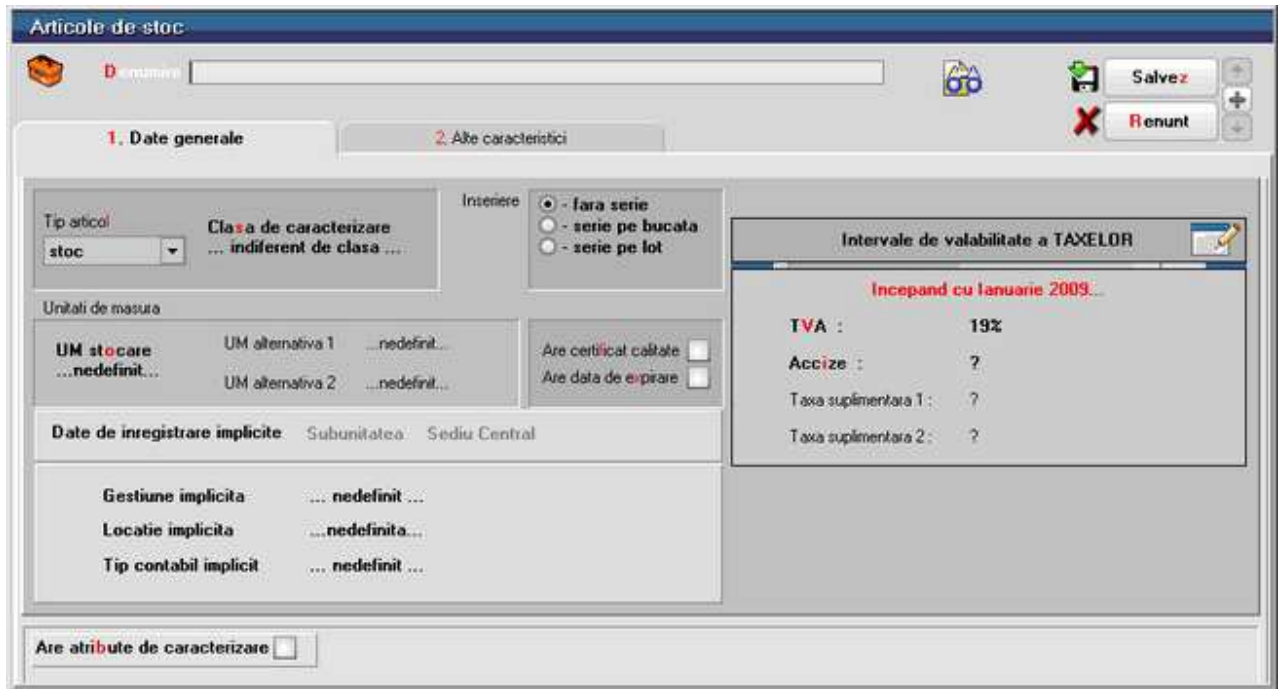 Articole de stoc
Denumire
Salvez
Renunt
1. Date generale
2. Alte caracteristici
Tip articol
stoc
Clasa de caracterizare
... indiferent de clasa ...
Inseriere
- fara serie
- serie pe bucata
- serie pe lot
Intervale de valabilitate a TAXELOR
Incepand cu Ianuarie 2009...
TVA : 19%
Accize : ?
Taxa suplimentara 1 : ?
Taxa suplimentara 2 : ?
Unitati de masura
UM stocare
...nedefinit...
UM alternativa 1 ...nedefinit...
UM alternativa 2 ...nedefinit...
Are certificat calitate
Are data de expirare
Date de inregistrare implicite Subunitatea Sediu Central
Gestiune implicita ... nedefinit ...
Locatie implicita ...nedefinita...
Tip contabil implicit ... nedefinit ...
Are atribute de caracterizare